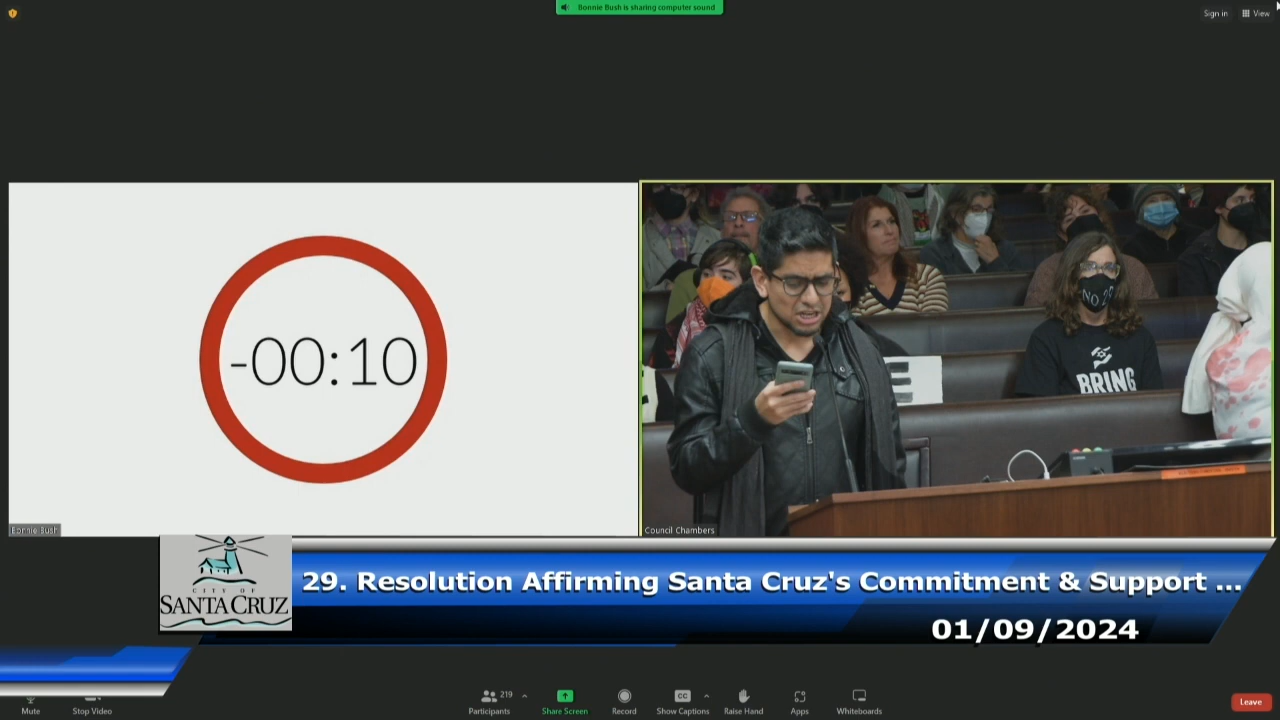 Bonnie Bush is sharing computer sound
Sign in
View
-00:10
NO
BRING
E
Bonnie Bush
Council Chambers
CITY OF
SANTA CRUZ
29. Resolution Affirming Santa Cruz's Commitment & Support ...
01/09/2024
Mute
Stop Video
Participants
219
Share Screen
CC
Show Captions
Record
Raise Hand
Apps
Whiteboards
Leave